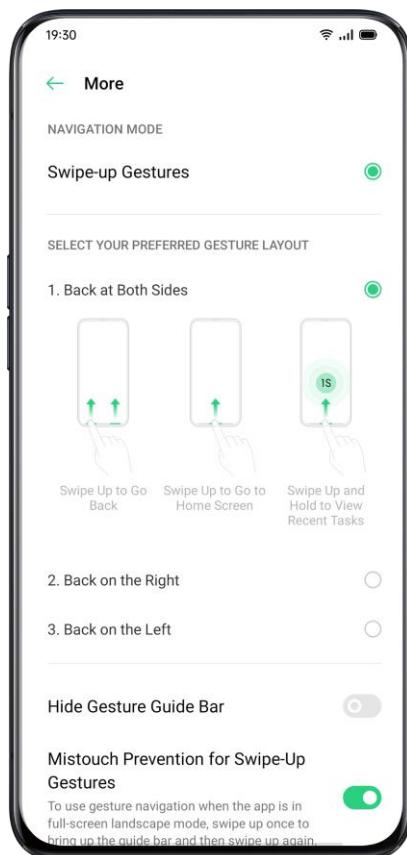 19:30
More
NAVIGATION MODE
Swipe-up Gestures
SELECT YOUR PREFERRED GESTURE LAYOUT
1. Back at Both Sides
1S
Swipe Up to Go
Back
Swipe Up to Go to
Home Screen
Swipe Up and
Hold to View
Recent Tasks
2. Back on the Right
3. Back on the Left
Hide Gesture Guide Bar
Mistouch Prevention for Swipe-Up
Gestures
To use gesture navigation when the app is in
full-screen landscape mode, swipe up once to
bring up the guide bar and then swipe up again.